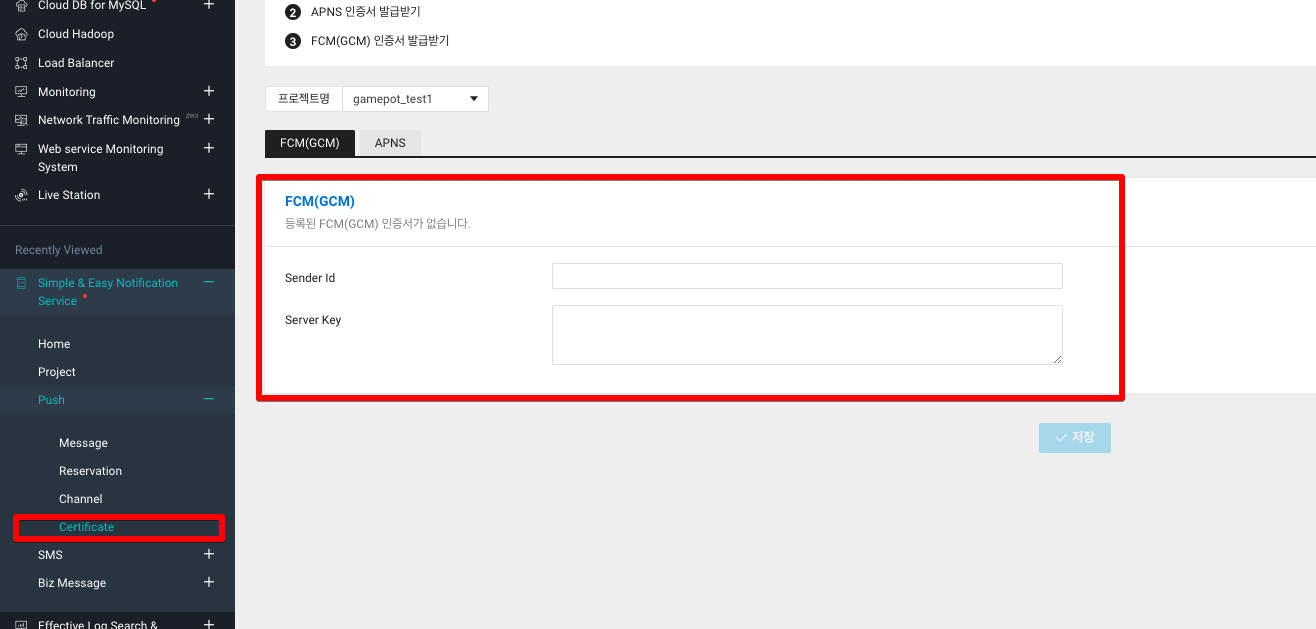 Cloud DB for MySQL
Cloud Hadoop
Load Balancer
Monitoring
Network Traffic Monitoring Beta
Web service Monitoring
System
Live Station
Recently Viewed
Simple & Easy Notification
Service
Home
Project
Push
Message
Reservation
Channel
Certificate
SMS
Biz Message
Effective Log Search &
2 APNS 인증서 발급받기
3 FCM(GCM) 인증서 발급받기
프로젝트명 gamepot_test1
FCM(GCM) APNS
FCM(GCM)
등록된 FCM(GCM) 인증서가 없습니다.
Sender Id
Server Key
저장